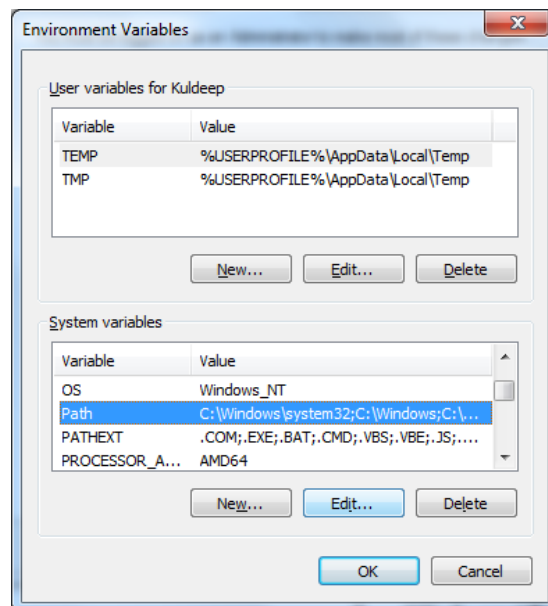 Environment Variables
User variables for Kuldeep
Variable Value
TEMP %USERPROFILE%\AppData\Local\Temp
TMP %USERPROFILE%\AppData\Local\Temp
New... Edit... Delete
System variables
Variable Value
OS Windows_NT
Path C:\Windows\system32;C:\Windows;C:\...
PATHEXT .COM;.EXE;.BAT;.CMD;.VBS;.VBE;.JS;....
PROCESSOR_A... AMD64
New... Edit... Delete
OK Cancel